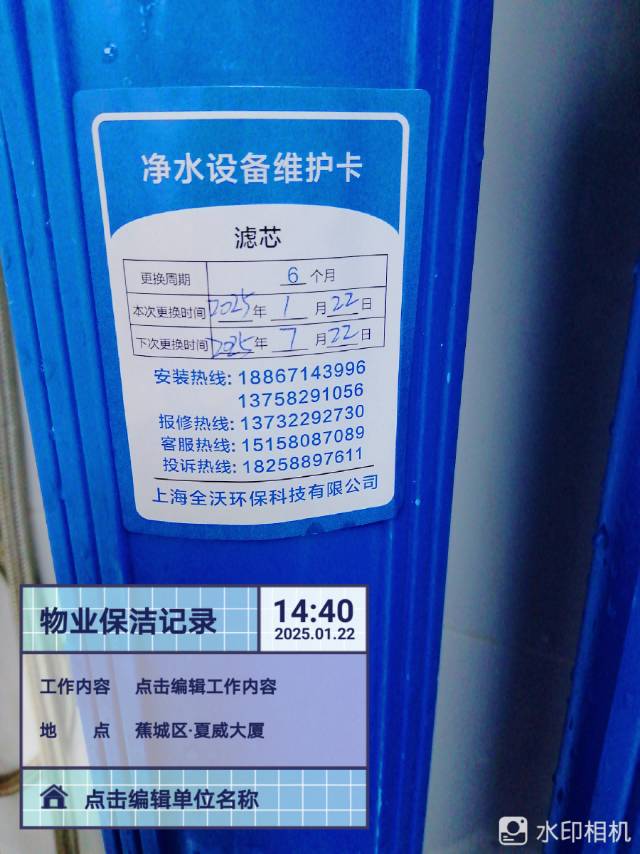 净水设备维护卡
滤芯
更换周期 6 个月
本次更换时间 2025 年 1 月 22 日
下次更换时间 2025 年 7 月 22 日
安装热线: 18867143996
13758291056
报修热线: 13732292730
客服热线: 15158087089
投诉热线: 18258897611
上海全沃环保科技有限公司
物业保洁记录
14:40
2025.01.22
工作内容 点击编辑工作内容
地 点 蕉城区·夏威大厦
点击编辑单位名称
水印相机